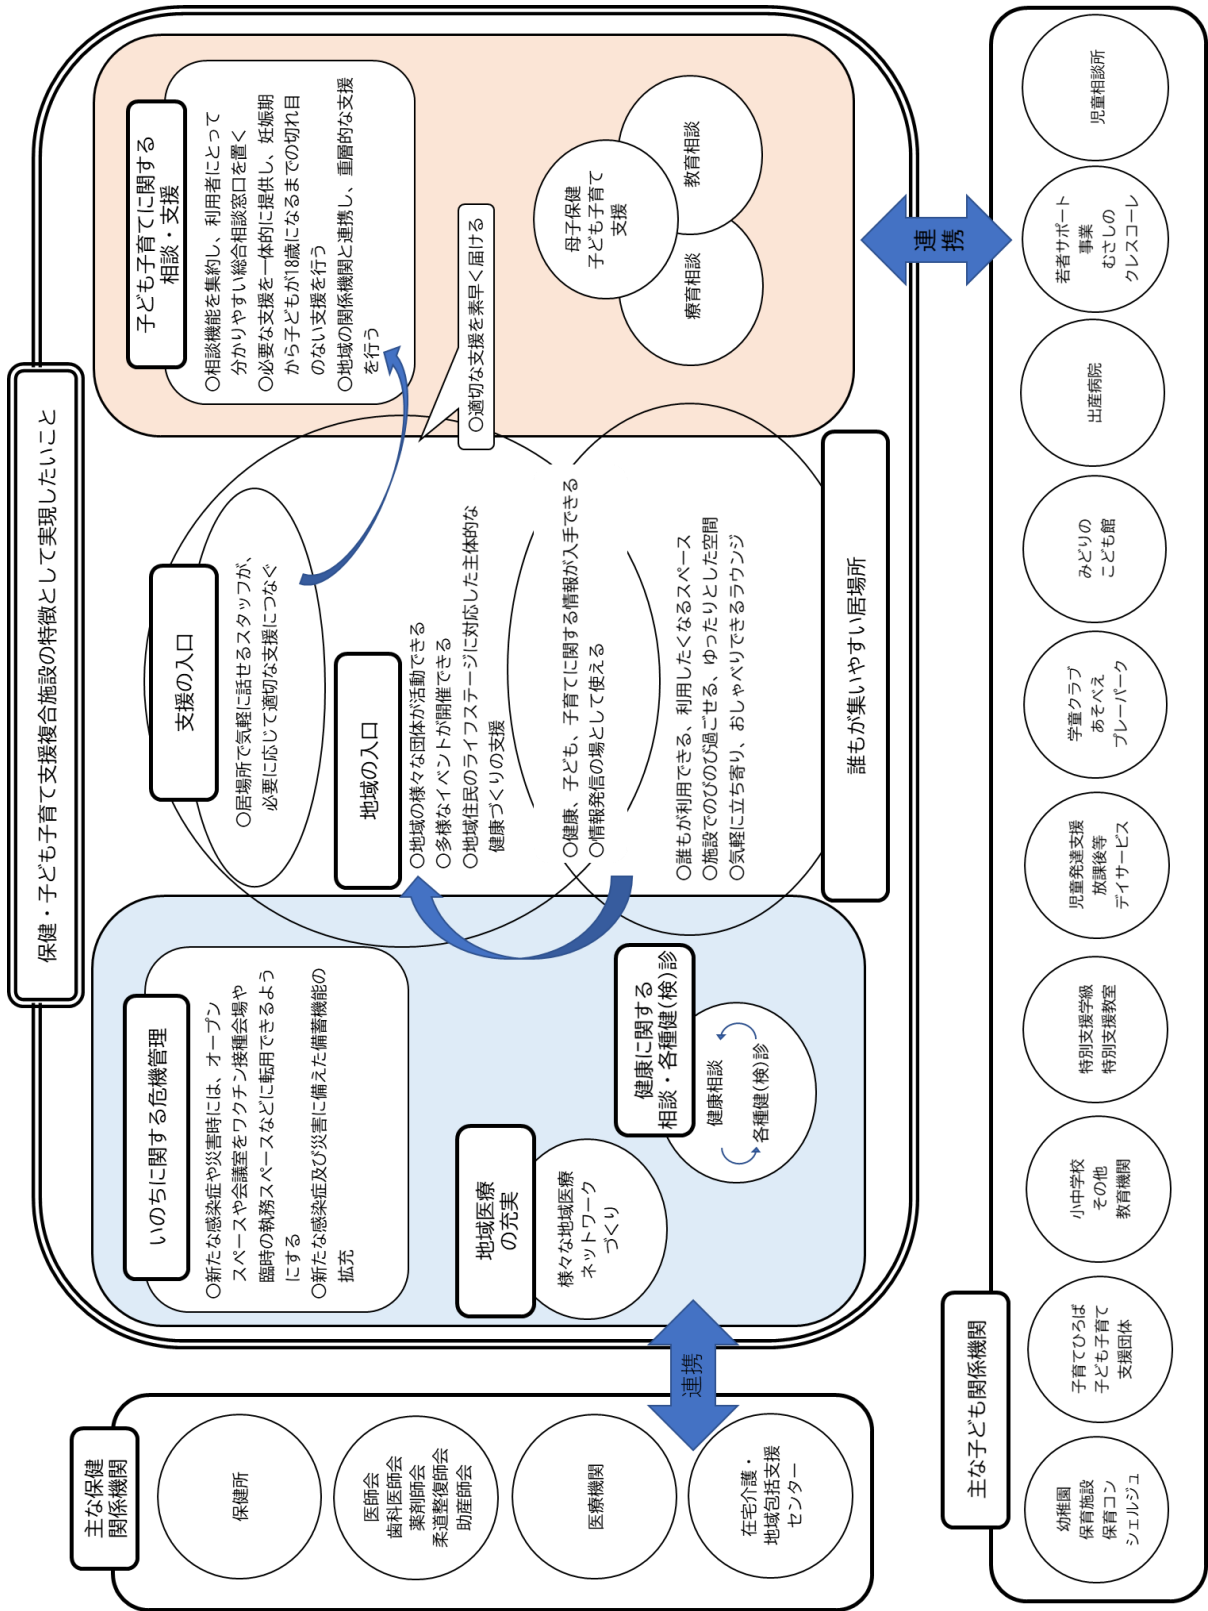 保健・子ども子育て支援複合施設の特徴として実現したいこと
主な保健
関係機関
保健所
医師会
歯科医師会
薬剤師会
柔道整復師会
助産師会
医療機関
在宅介護・
地域包括支援
センター
連携
いのちに関する危機管理
○新たな感染症や災害時には、オープン
スペースや会議室をワクチン接種会場や
臨時の執務スペースなどに転用できるよう
にする
○新たな感染症及び災害に備えた備蓄機能の
拡充
地域医療
の充実
様々な地域医療
ネットワーク
づくり
健康に関する
相談・各種健(検)診
健康相談
各種健(検)診
支援の入口
○居場所で気軽に話せるスタッフが、
必要に応じて適切な支援につなぐ
地域の入口
○地域の様々な団体が活動できる
○多様なイベントが開催できる
○地域住民のライフステージに対応した主体的な
健康づくりの支援
○健康、子ども、子育てに関する情報が入手できる
○情報発信の場として使える
○誰もが利用できる、利用したくなるスペース
○施設でのびのび過ごせる、ゆったりとした空間
○気軽に立ち寄り、おしゃべりできるラウンジ
誰もが集いやすい居場所
子ども子育てに関する
相談・支援
○相談機能を集約し、利用者にとって
分かりやすい総合相談窓口を置く
○必要な支援を一体的に提供し、妊娠期
から子どもが18歳になるまでの切れ目
のない支援を行う
○地域の関係機関と連携し、重層的な支援
を行う
○適切な支援を素早く届ける
母子保健
子ども子育て
支援
療育相談
教育相談
連携
主な子ども関係機関
幼稚園
保育施設
保育コン
シェルジュ
子育てひろば
子ども子育て
支援団体
小中学校
その他
教育機関
特別支援学級
特別支援教室
児童発達支援
放課後等
デイサービス
学童クラブ
あそべえ
プレーパーク
みどりの
こども館
出産病院
若者サポート
事業
むさしの
クレスコーレ
児童相談所